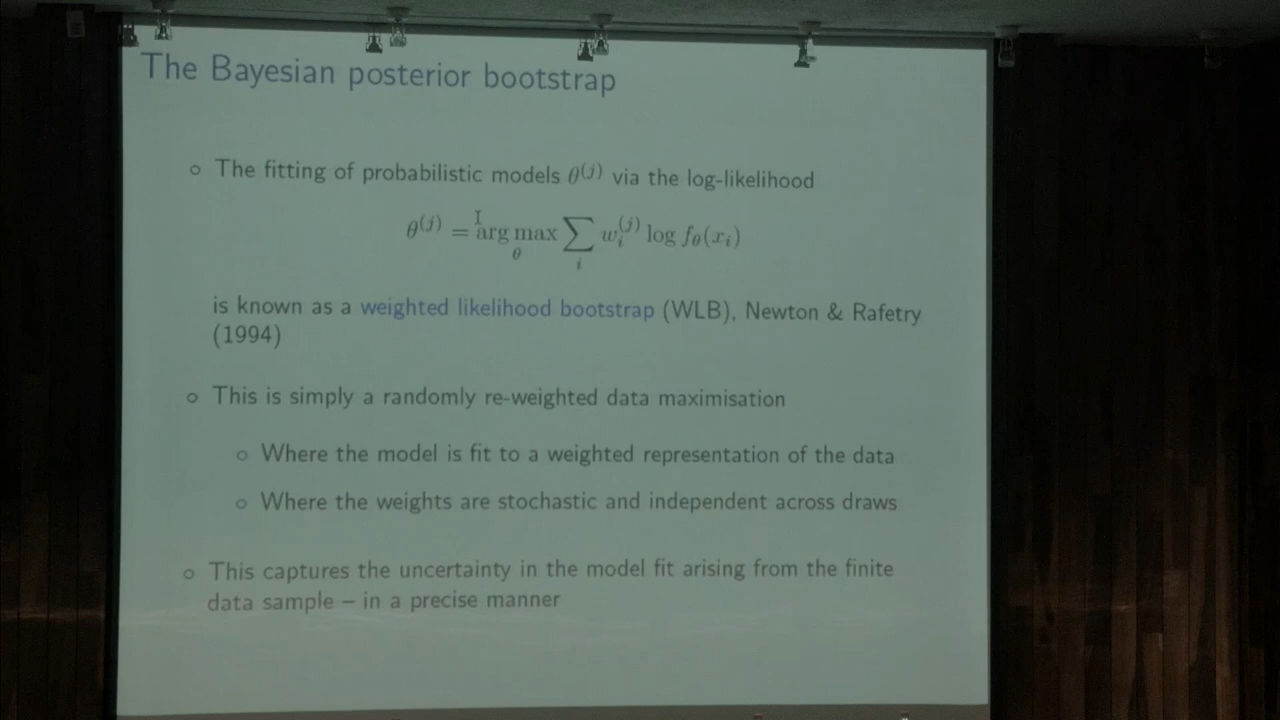 The Bayesian posterior bootstrap
○ The fitting of probabilistic models θ^(j) via the log-likelihood
θ^(j) = arg max_θ ∑_i w_i^(j) log f_θ(x_i)
is known as a weighted likelihood bootstrap (WLB), Newton & Rafetry
(1994)
○ This is simply a randomly re-weighted data maximisation
○ Where the model is fit to a weighted representation of the data
○ Where the weights are stochastic and independent across draws
○ This captures the uncertainty in the model fit arising from the finite
data sample – in a precise manner